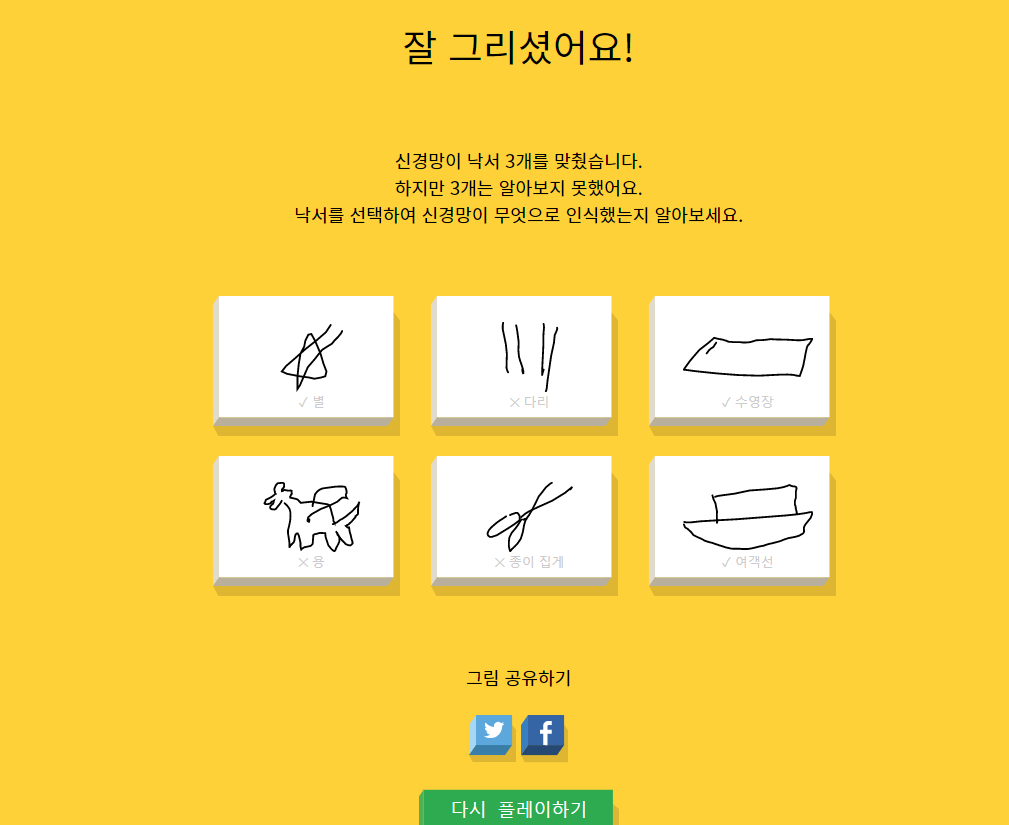 잘 그리셨어요!
신경망이 낙서 3개를 맞췄습니다.
하지만 3개는 알아보지 못했어요.
낙서를 선택하여 신경망이 무엇으로 인식했는지 알아보세요.
✓ 별
× 다리
✓ 수영장
× 용
× 종이 집게
✓ 여객선
그림 공유하기
다시 플레이하기